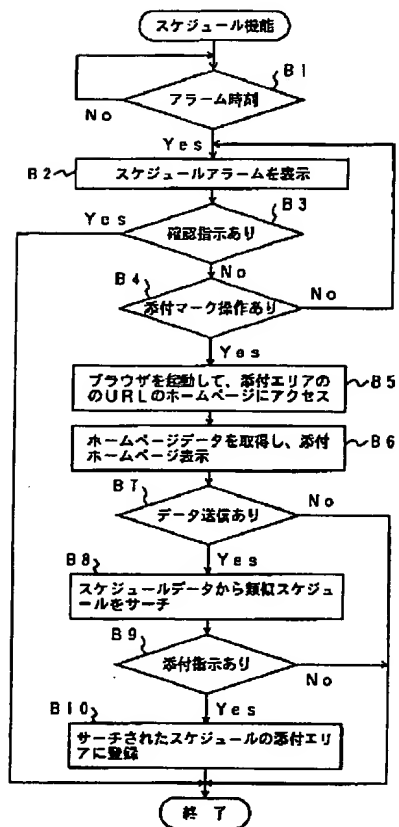 スケジュール機能
B1
アラーム時刻
No
Yes
B2
スケジュールアラームを表示
B3
Yes
確認指示あり
No
B4
添付マーク操作あり
No
Yes
ブラウザを起動して、添付エリアの
のURLのホームページにアクセス
B5
ホームページデータを取得し、添付
ホームページ表示
B6
B7
データ送信あり
No
Yes
B8
スケジュールデータから類似スケジュ
ールをサーチ
B9
添付指示あり
No
Yes
B10
サーチされたスケジュールの添付エリ
アに登録
終了